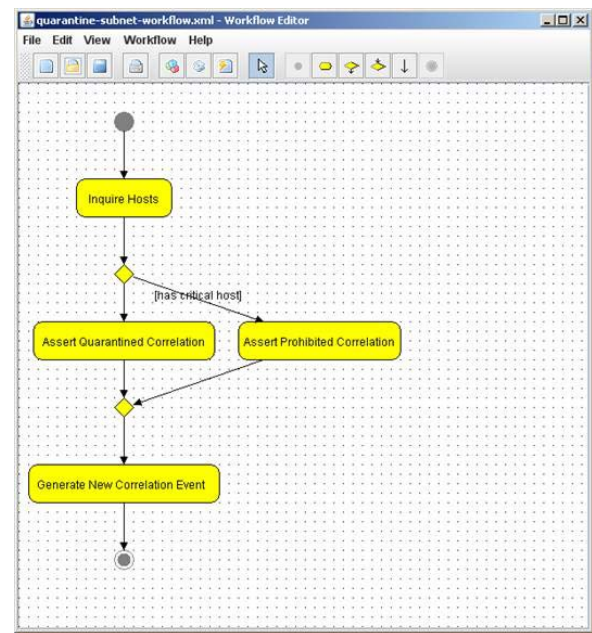 quarantine-subnet-workflow.xml - Workflow Editor
File Edit View Workflow Help
Inquire Hosts
[has critical host]
Assert Quarantined Correlation
Assert Prohibited Correlation
Generate New Correlation Event